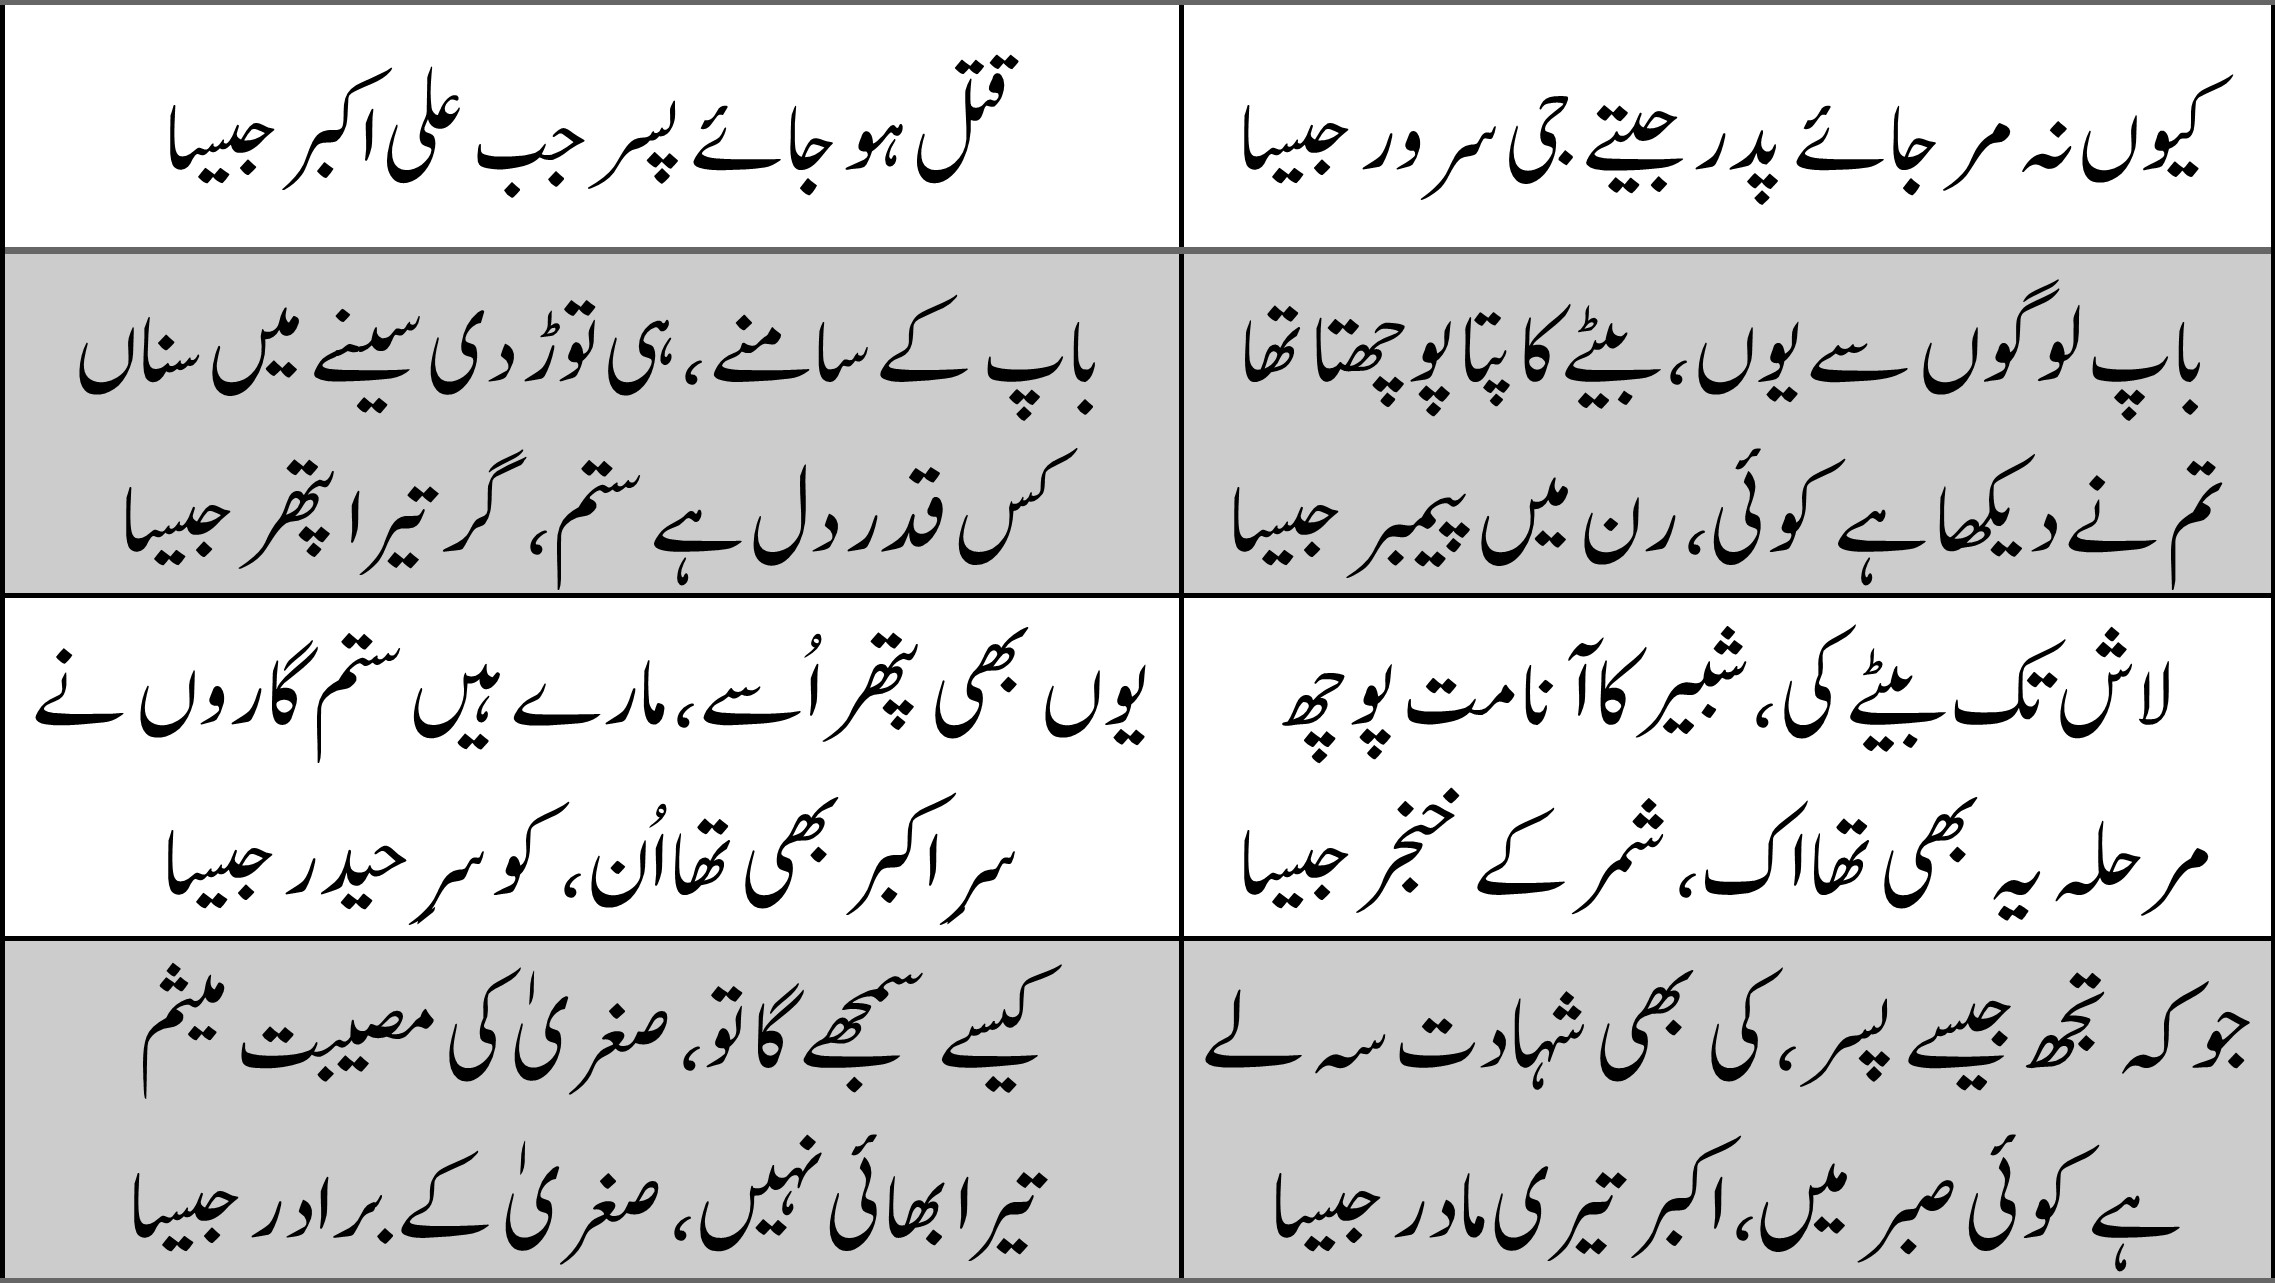 کیوں نہ مر جائے پدر جیتے جی سرور جیسا
قتل ہو جائے پسر جب علی اکبر جیسا
باپ لوگوں سے یوں، بیٹے کا پتا پوچھتا تھا
تم نے دیکھا ہے کوئی، رن میں پیمبر جیسا
باپ کے سامنے، ہی توڑ دی سینے میں سناں
کس قدر دل ہے ستم، گر تیرا پتھر جیسا
لاش تک بیٹے کی، شبیر کا آنا مت پوچھ
مرحلہ یہ بھی تھا اک، شمر کے خنجر جیسا
یوں بھی پتھر اُسے، مارے ہیں ستم گاروں نے
سرِ اکبر بھی تھا اُن، کو سرِ حیدر جیسا
جو کہ تجھ جیسے پسر، کی بھی شہادت سہ لے
ہے کوئی صبر میں، اکبر تیری مادر جیسا
کیسے سمجھے گا تو، صغریٰ کی مصیبت میثم
تیرا بھائی نہیں، صغریٰ کے برادر جیسا